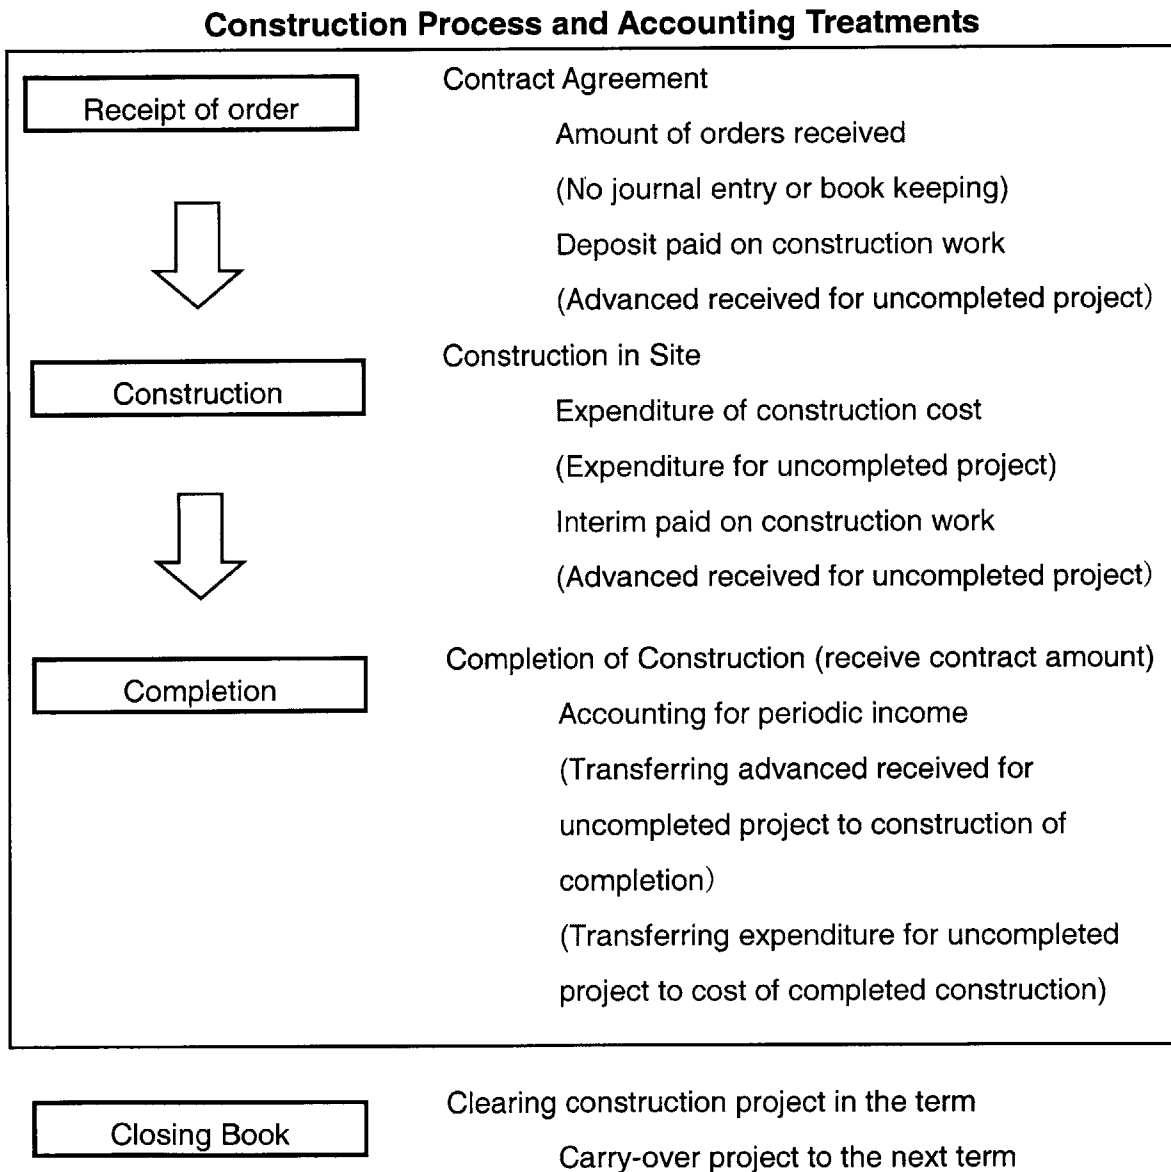 Construction Process and Accounting Treatments
Receipt of order
Contract Agreement
Amount of orders received
(No journal entry or book keeping)
Deposit paid on construction work
(Advanced received for uncompleted project)
Construction
Construction in Site
Expenditure of construction cost
(Expenditure for uncompleted project)
Interim paid on construction work
(Advanced received for uncompleted project)
Completion
Completion of Construction (receive contract amount)
Accounting for periodic income
(Transferring advanced received for
uncompleted project to construction of
completion)
(Transferring expenditure for uncompleted
project to cost of completed construction)
Closing Book
Clearing construction project in the term
Carry-over project to the next term